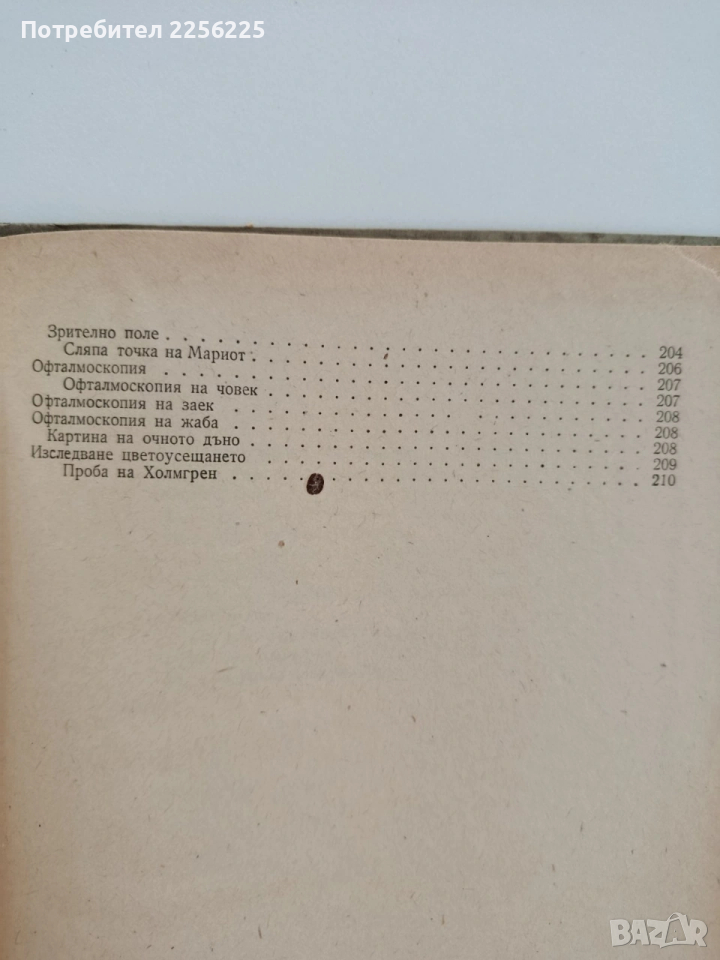 Потребител 2256225
Зрително поле . . . . . . . . . . . . . . . . . . . . . . . . 204
Сляпа точка на Мариот . . . . . . . . . . . . . . . . . . . . 206
Офталмоскопия . . . . . . . . . . . . . . . . . . . . . . . . 207
Офталмоскопия на човек . . . . . . . . . . . . . . . . . . . . 207
Офталмоскопия на заек . . . . . . . . . . . . . . . . . . . . 208
Офталмоскопия на жаба . . . . . . . . . . . . . . . . . . . . 208
Картина на очното дъно . . . . . . . . . . . . . . . . . . . . 208
Изследване цветоусещането . . . . . . . . . . . . . . . . . . 209
Проба на Холмгрен . . . . . . . . . . . . . . . . . . . . . . 210
BAZAR